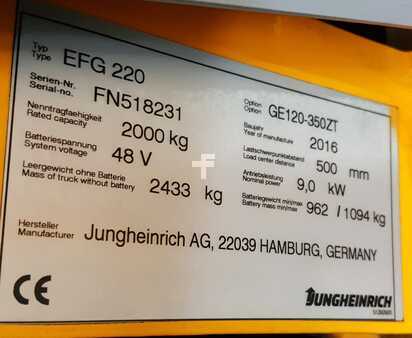 Typ
Type EFG 220
Serien-Nr.
Serial-no. FN518231
Option
Option GE120-350ZT
Nenntragfaehigkeit
Rated capacity 2000 kg
Baujahr
Year of manufacture 2016
Batteriespannung
System voltage 48 V
Lastschwerpunktabstand
Load center distance 500 mm
Leergewicht ohne Batterie
Mass of truck without battery 2433 kg
Antriebsleistung
Nominal power 9,0 kW
Batteriegewicht min/max
Battery mass min/max 962 / 1094 kg
Hersteller
Manufacturer Jungheinrich AG, 22039 HAMBURG, GERMANY
CE
JUNGHEINRICH